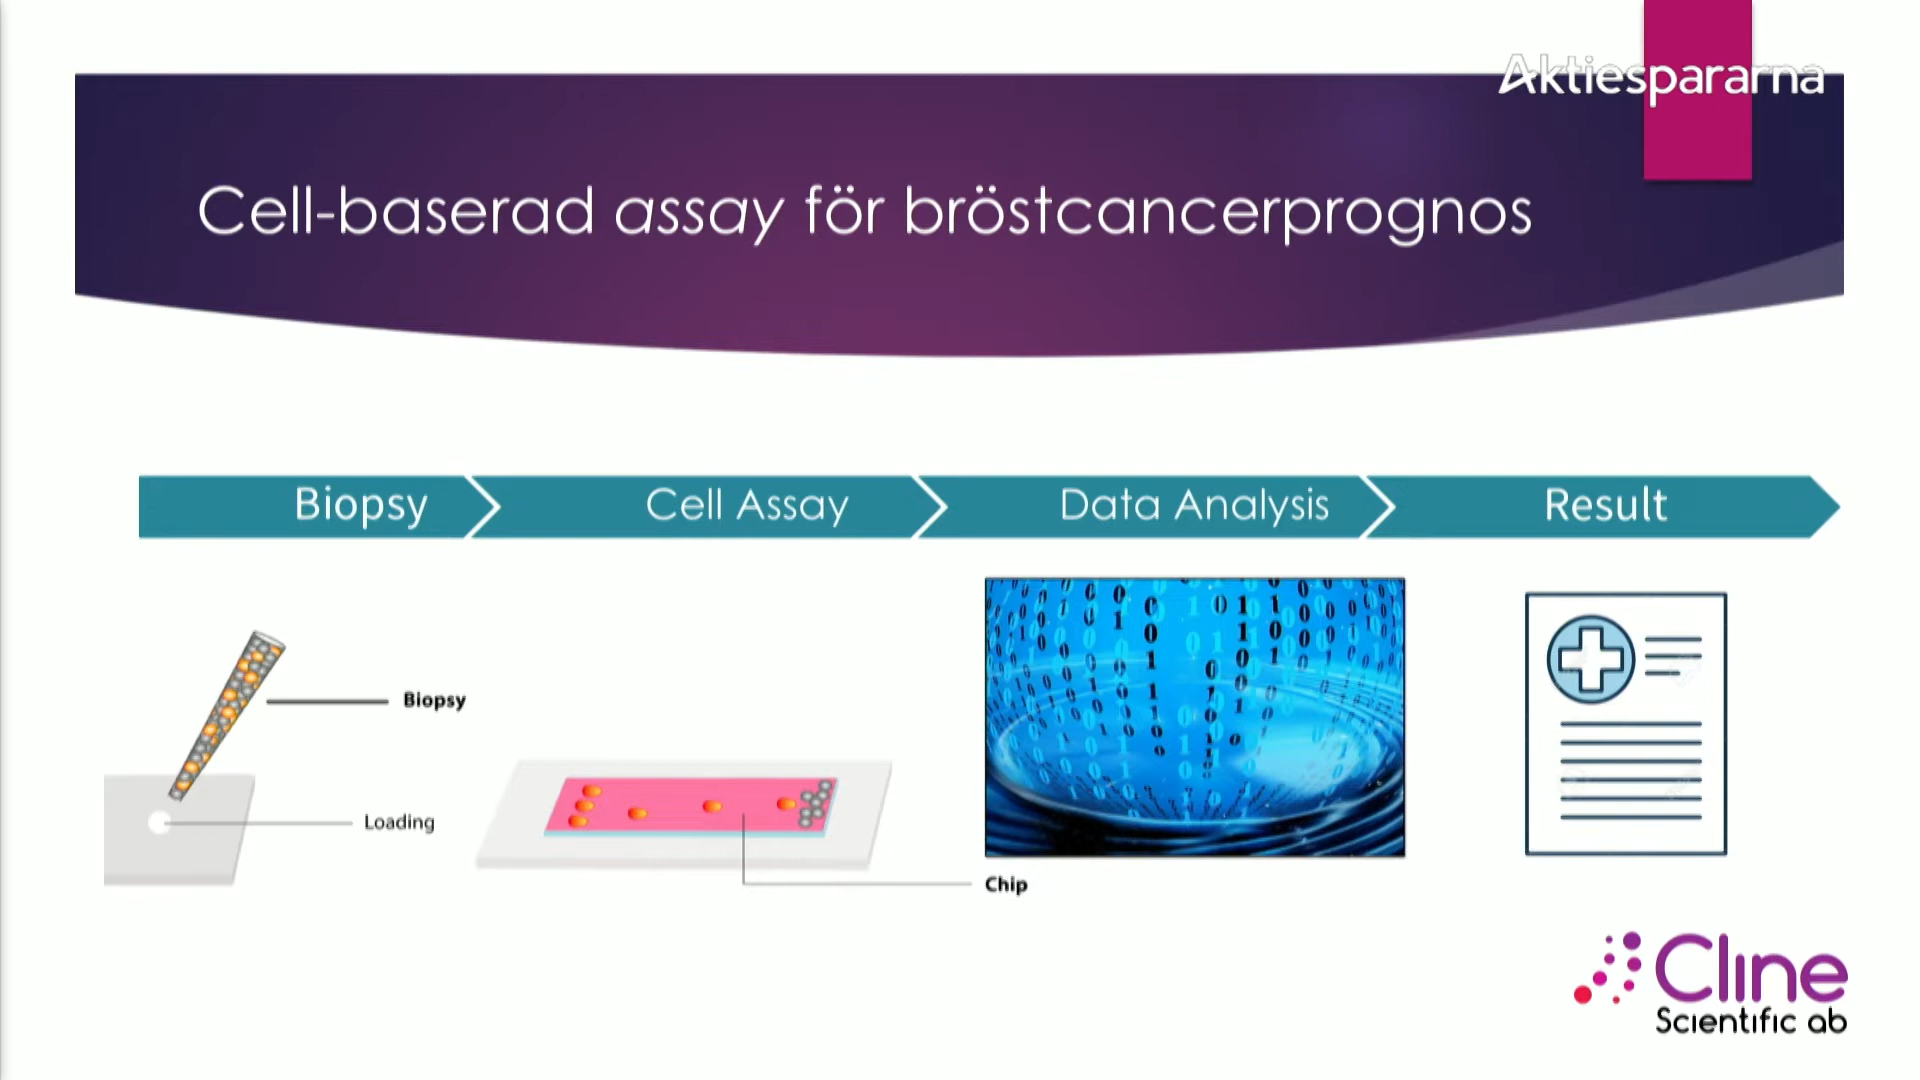 Aktiespararna
Cell-baserad assay för bröstcancerprognos
Biopsy
Cell Assay
Data Analysis
Result
Biopsy
Loading
Chip
Cline
Scientific ab